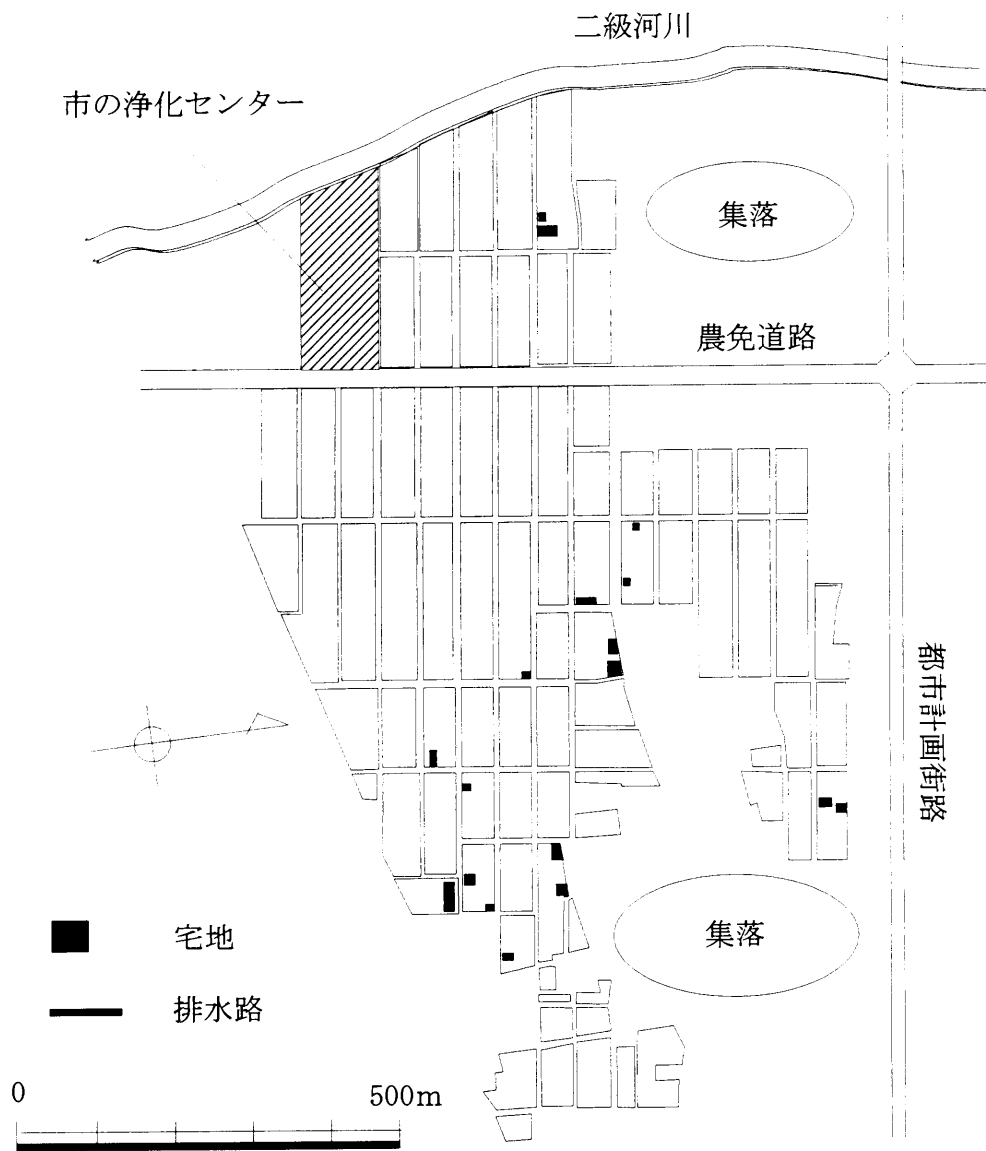 二級河川
市の浄化センター
集落
農免道路
都市計画街路
集落
宅地
排水路
0 500m